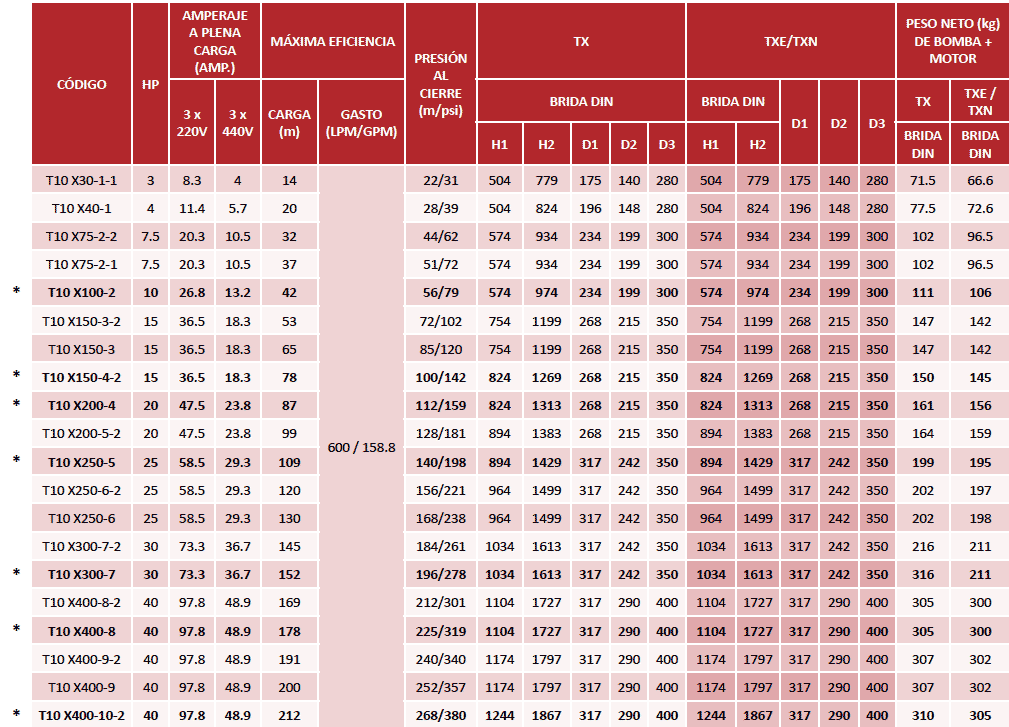 CÓDIGO HP AMPERAJE A PLENA CARGA (AMP.) MÁXIMA EFICIENCIA PRESIÓN AL CIERRE (m/psi) TX TXE/TXN PESO NETO (kg) DE BOMBA + MOTOR
3 x 220V 3 x 440V CARGA (m) GASTO (LPM/GPM) BRIDA DIN BRIDA DIN D1 D2 D3 TX TXE / TXN
H1 H2 D1 D2 D3 H1 H2 BRIDA DIN BRIDA DIN
T10 X30-1-1 3 8.3 4 14 22/31 504 779 175 140 280 504 779 175 140 280 71.5 66.6
T10 X40-1 4 11.4 5.7 20 28/39 504 824 196 148 280 504 824 196 148 280 77.5 72.6
T10 X75-2-2 7.5 20.3 10.5 32 44/62 574 934 234 199 300 574 934 234 199 300 102 96.5
T10 X75-2-1 7.5 20.3 10.5 37 51/72 574 934 234 199 300 574 934 234 199 300 102 96.5
* T10 X100-2 10 26.8 13.2 42 56/79 574 974 234 199 300 574 974 234 199 300 111 106
T10 X150-3-2 15 36.5 18.3 53 72/102 754 1199 268 215 350 754 1199 268 215 350 147 142
T10 X150-3 15 36.5 18.3 65 85/120 754 1199 268 215 350 754 1199 268 215 350 147 142
* T10 X150-4-2 15 36.5 18.3 78 100/142 824 1269 268 215 350 824 1269 268 215 350 150 145
* T10 X200-4 20 47.5 23.8 87 112/159 824 1313 268 215 350 824 1313 268 215 350 161 156
T10 X200-5-2 20 47.5 23.8 99 128/181 894 1383 268 215 350 894 1383 268 215 350 164 159
600 / 158.8
* T10 X250-5 25 58.5 29.3 109 140/198 894 1429 317 242 350 894 1429 317 242 350 199 195
T10 X250-6-2 25 58.5 29.3 120 156/221 964 1499 317 242 350 964 1499 317 242 350 202 197
T10 X250-6 25 58.5 29.3 130 168/238 964 1499 317 242 350 964 1499 317 242 350 202 198
T10 X300-7-2 30 73.3 36.7 145 184/261 1034 1613 317 242 350 1034 1613 317 242 350 216 211
* T10 X300-7 30 73.3 36.7 152 196/278 1034 1613 317 242 350 1034 1613 317 242 350 316 211
T10 X400-8-2 40 97.8 48.9 169 212/301 1104 1727 317 290 400 1104 1727 317 290 400 305 300
* T10 X400-8 40 97.8 48.9 178 225/319 1104 1727 317 290 400 1104 1727 317 290 400 305 300
T10 X400-9-2 40 97.8 48.9 191 240/340 1174 1797 317 290 400 1174 1797 317 290 400 307 302
T10 X400-9 40 97.8 48.9 200 252/357 1174 1797 317 290 400 1174 1797 317 290 400 307 302
* T10 X400-10-2 40 97.8 48.9 212 268/380 1244 1867 317 290 400 1244 1867 317 290 400 310 305